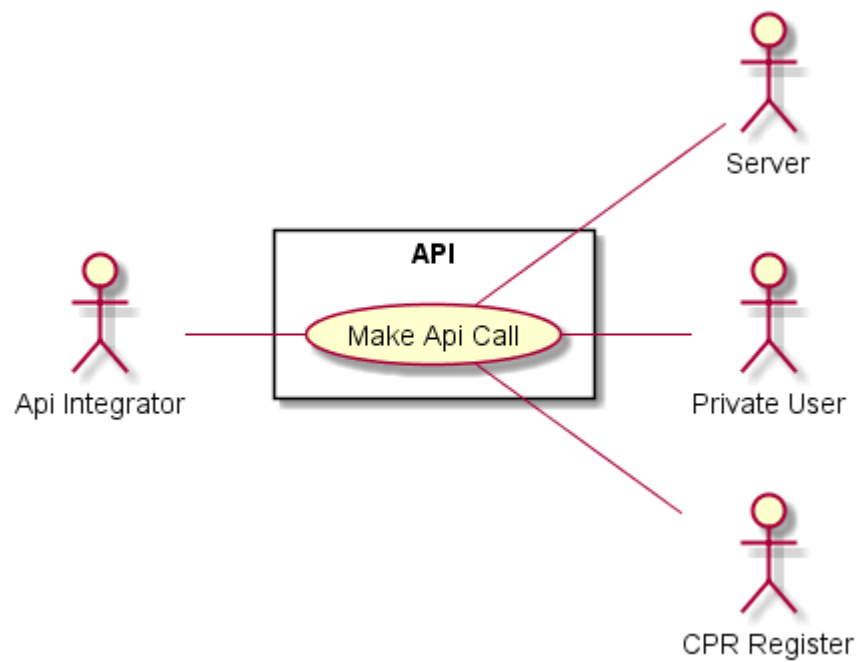 Server
API
Make Api Call
Api Integrator
Private User
CPR Register